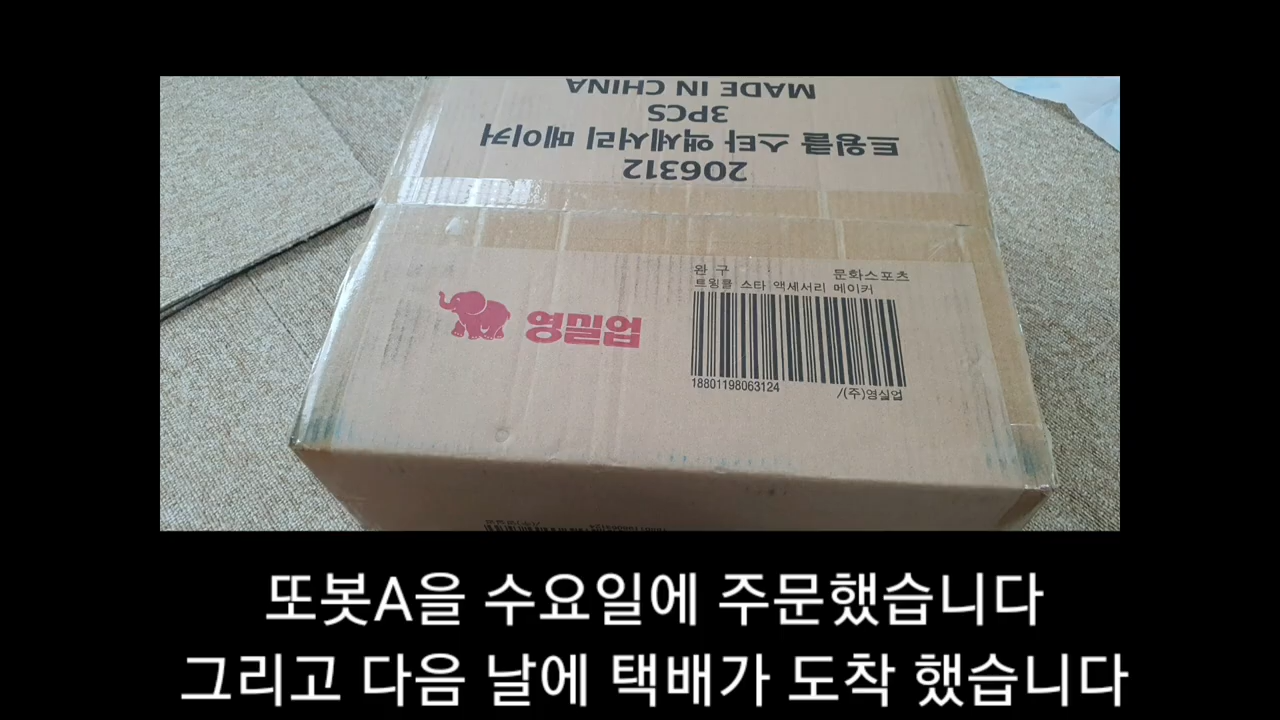 MADE IN CHINA
3PCS
트윙클 스타 액세서리 메이커
206312
완 구 문화스포츠
트윙클 스타 액세서리 메이커
영실업
18801198063124
/(주)영실업
또봇A을 수요일에 주문했습니다
그리고 다음 날에 택배가 도착 했습니다